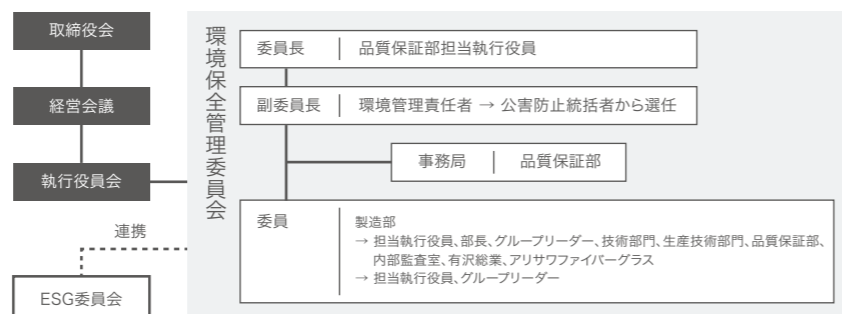 取締役会
経営会議
執行役員会
連携
ESG委員会
環境保全管理委員会
委員長 │ 品質保証部担当執行役員
副委員長 │ 環境管理責任者 → 公害防止統括者から選任
事務局 │ 品質保証部
委員 │ 製造部
→ 担当執行役員、部長、グループリーダー、技術部門、生産技術部門、品質保証部、
内部監査室、有沢総業、アリサワファイバーグラス
→ 担当執行役員、グループリーダー